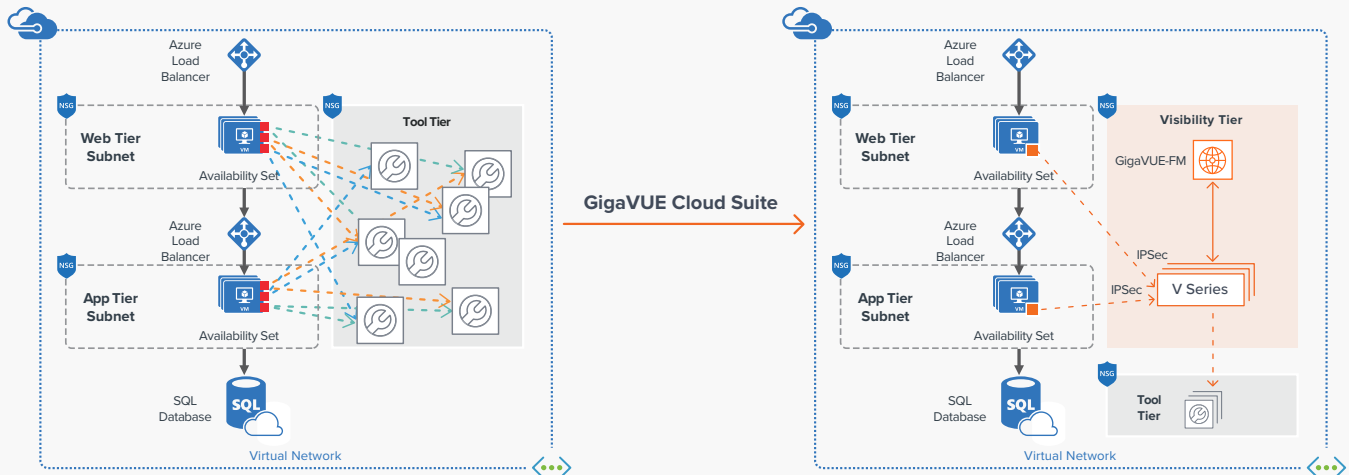 Azure
Load
Balancer
NSG
NSG
Web Tier
Subnet
VM
Availability Set
Tool Tier
Azure
Load
Balancer
NSG
App Tier
Subnet
VM
Availability Set
SQL
Database
SQL
Virtual Network
GigaVUE Cloud Suite
Azure
Load
Balancer
NSG
NSG
Web Tier
Subnet
VM
Availability Set
Visibility Tier
GigaVUE-FM
Azure
Load
Balancer
NSG
App Tier
Subnet
VM
Availability Set
IPSec
IPSec
V Series
NSG
Tool
Tier
SQL
Database
SQL
Virtual Network